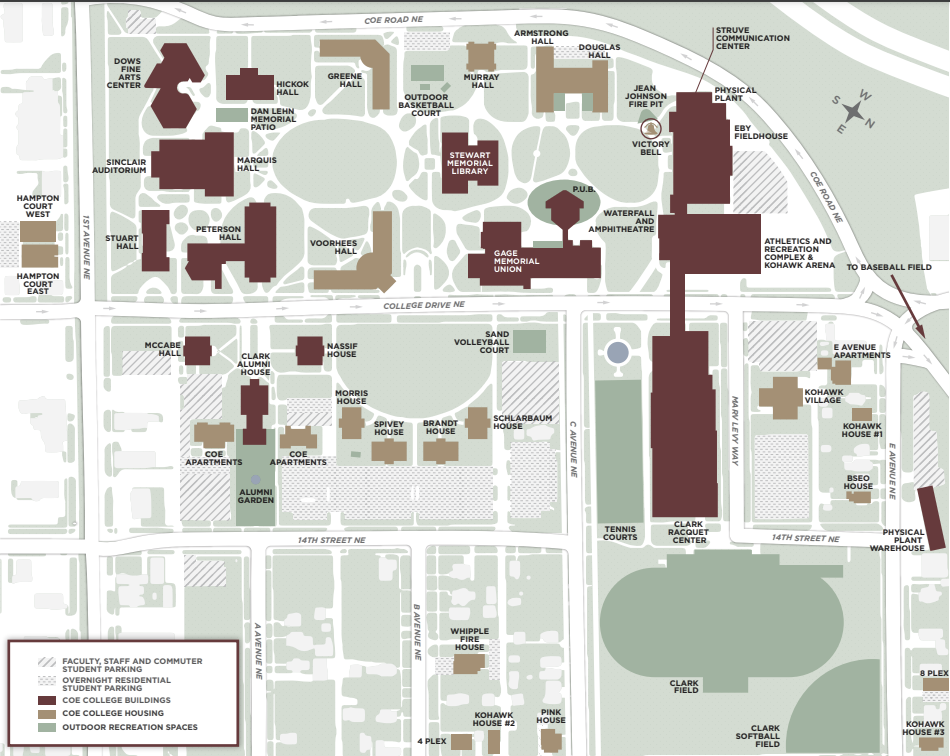 COE ROAD NE
STRUVE
COMMUNICATION
CENTER
ARMSTRONG
HALL
DOUGLAS
HALL
DOWS
FINE
ARTS
CENTER
HICKOK
HALL
GREENE
HALL
MURRAY
HALL
OUTDOOR
BASKETBALL
COURT
JEAN
JOHNSON
FIRE PIT
PHYSICAL
PLANT
W
S
N
E
DAN LEHN
MEMORIAL
PATIO
EBY
FIELDHOUSE
VICTORY
BELL
SINCLAIR
AUDITORIUM
MARQUIS
HALL
STEWART
MEMORIAL
LIBRARY
COE ROAD NE
P.U.B.
HAMPTON
COURT
WEST
1ST AVENUE NE
STUART
HALL
PETERSON
HALL
VOORHEES
HALL
GAGE
MEMORIAL
UNION
WATERFALL
AND
AMPHITHEATRE
ATHLETICS AND
RECREATION
COMPLEX &
KOHAWK ARENA
TO BASEBALL FIELD
HAMPTON
COURT
EAST
COLLEGE DRIVE NE
MCCABE
HALL
CLARK
ALUMNI
HOUSE
NASSIF
HOUSE
SAND
VOLLEYBALL
COURT
E AVENUE
APARTMENTS
MORRIS
HOUSE
SPIVEY
HOUSE
BRANDT
HOUSE
SCHLARBAUM
HOUSE
KOHAWK
VILLAGE
KOHAWK
HOUSE #1
COE
APARTMENTS
COE
APARTMENTS
C AVENUE NE
MARV LEVY WAY
E AVENUE NE
ALUMNI
GARDEN
BSEO
HOUSE
14TH STREET NE
TENNIS
COURTS
CLARK
RACQUET
CENTER
14TH STREET NE
PHYSICAL
PLANT
WAREHOUSE
A AVENUE NE
B AVENUE NE
WHIPPLE
FIRE
HOUSE
CLARK
FIELD
8 PLEX
KOHAWK
HOUSE #2
PINK
HOUSE
4 PLEX
CLARK
SOFTBALL
FIELD
KOHAWK
HOUSE #3
FACULTY, STAFF AND COMMUTER
STUDENT PARKING
OVERNIGHT RESIDENTIAL
STUDENT PARKING
COE COLLEGE BUILDINGS
COE COLLEGE HOUSING
OUTDOOR RECREATION SPACES